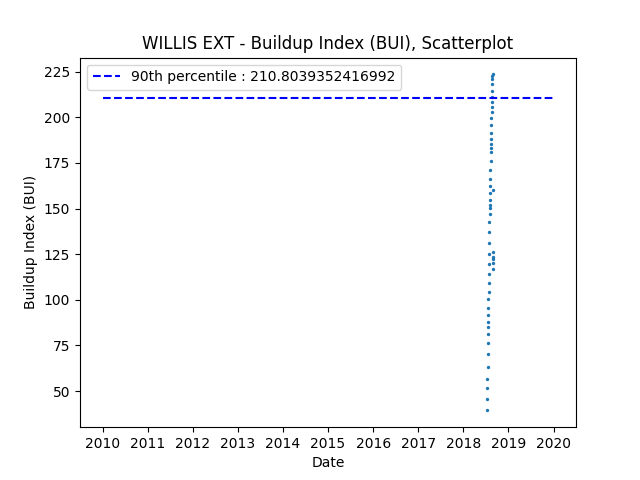 WILLIS EXT - Buildup Index (BUI), Scatterplot
90th percentile : 210.8039352416992
225
200
175
150
125
100
75
50
Buildup Index (BUI)
2010 2011 2012 2013 2014 2015 2016 2017 2018 2019 2020
Date